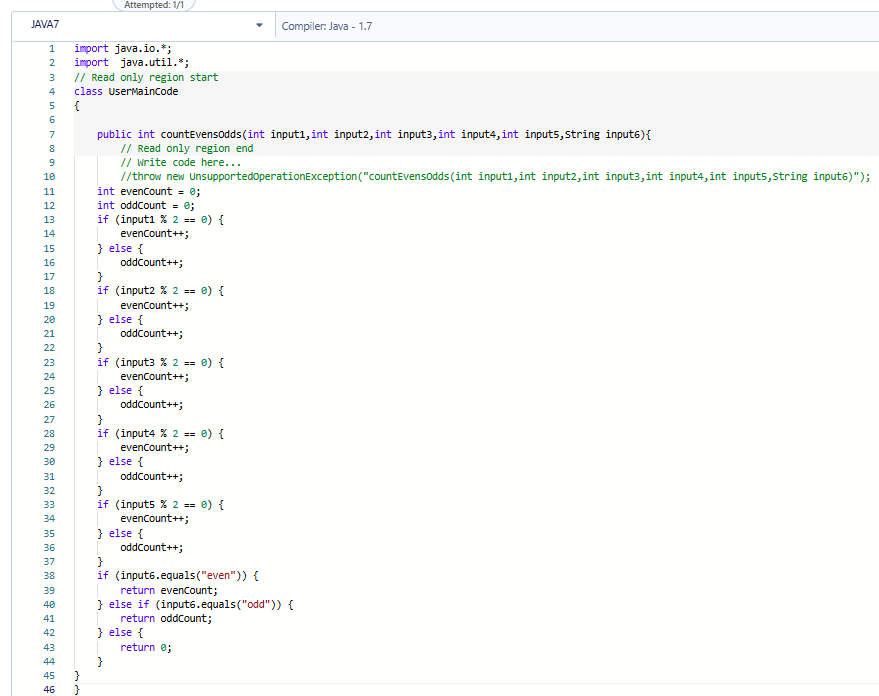 Attempted: 1/1
JAVA7
Compiler: Java - 1.7
1 import java.io.*;
2 import  java.util.*;
3 // Read only region start
4 class UserMainCode
5 {
6
7     public int countEvensOdds(int input1,int input2,int input3,int input4,int input5,String input6){
8         // Read only region end
9         // Write code here...
10         //throw new UnsupportedOperationException("countEvensOdds(int input1,int input2,int input3,int input4,int input5,String input6)");
11     int evenCount = 0;
12     int oddCount = 0;
13     if (input1 % 2 == 0) {
14         evenCount++;
15     } else {
16         oddCount++;
17     }
18     if (input2 % 2 == 0) {
19         evenCount++;
20     } else {
21         oddCount++;
22     }
23     if (input3 % 2 == 0) {
24         evenCount++;
25     } else {
26         oddCount++;
27     }
28     if (input4 % 2 == 0) {
29         evenCount++;
30     } else {
31         oddCount++;
32     }
33     if (input5 % 2 == 0) {
34         evenCount++;
35     } else {
36         oddCount++;
37     }
38     if (input6.equals("even")) {
39         return evenCount;
40     } else if (input6.equals("odd")) {
41         return oddCount;
42     } else {
43         return 0;
44     }
45 }
46 }